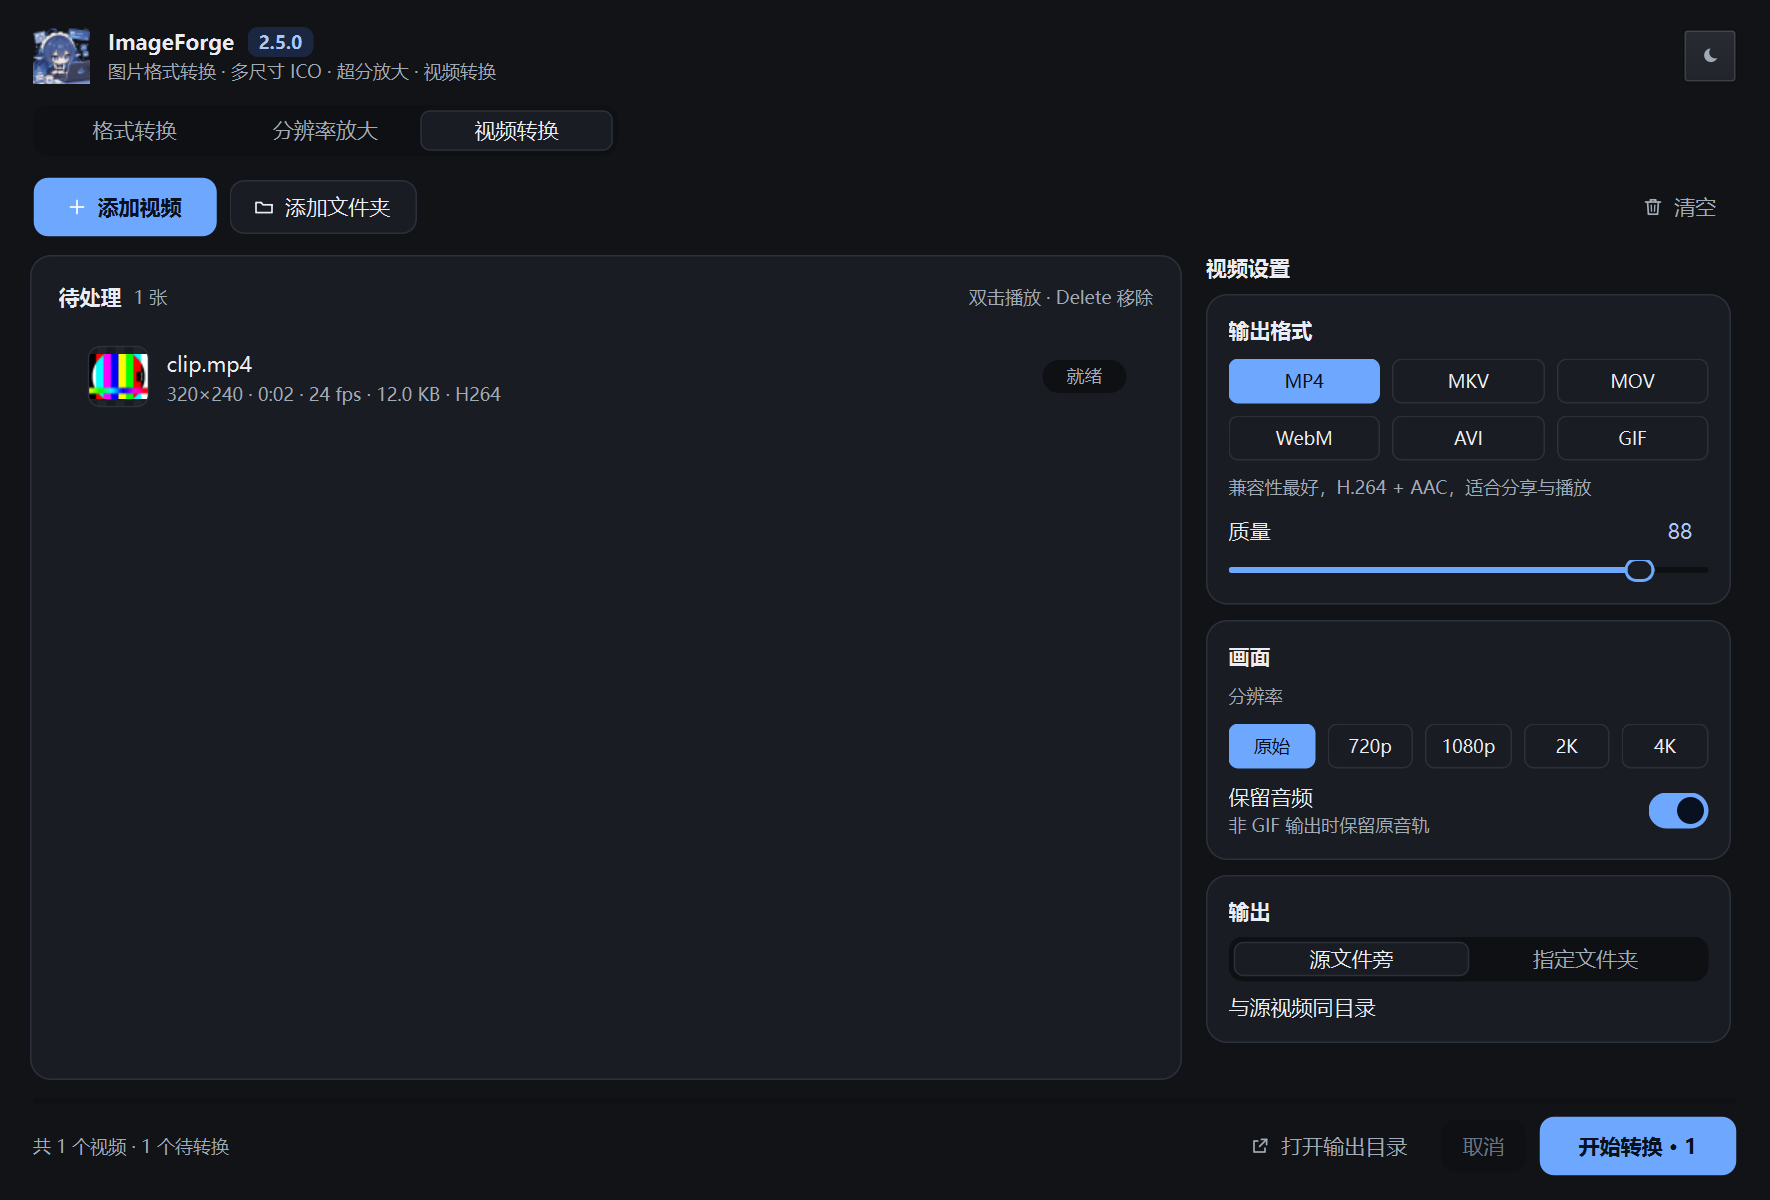 ImageForge 2.5.0
图片格式转换 · 多尺寸 ICO · 超分放大 · 视频转换
格式转换 分辨率放大 视频转换
添加视频 添加文件夹 清空
待处理 1 张 双击播放 · Delete 移除
clip.mp4
320×240 · 0:02 · 24 fps · 12.0 KB · H264
就绪
视频设置
输出格式
MP4 MKV MOV
WebM AVI GIF
兼容性最好，H.264 + AAC，适合分享与播放
质量 88
画面
分辨率
原始 720p 1080p 2K 4K
保留音频
非 GIF 输出时保留原音轨
输出
源文件旁 指定文件夹
与源视频同目录
共 1 个视频 · 1 个待转换
打开输出目录 取消 开始转换 • 1